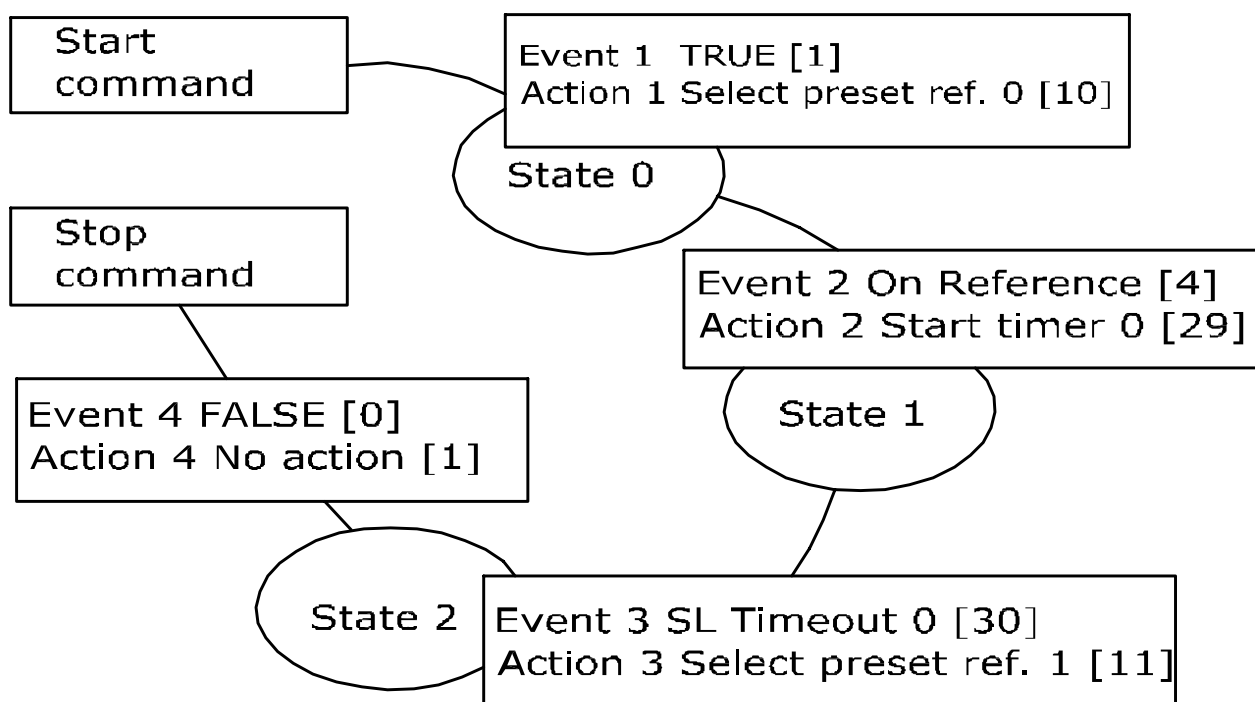 Start
command
Event 1 TRUE [1]
Action 1 Select preset ref. 0 [10]
State 0
Stop
command
Event 2 On Reference [4]
Action 2 Start timer 0 [29]
State 1
Event 4 FALSE [0]
Action 4 No action [1]
State 2
Event 3 SL Timeout 0 [30]
Action 3 Select preset ref. 1 [11]